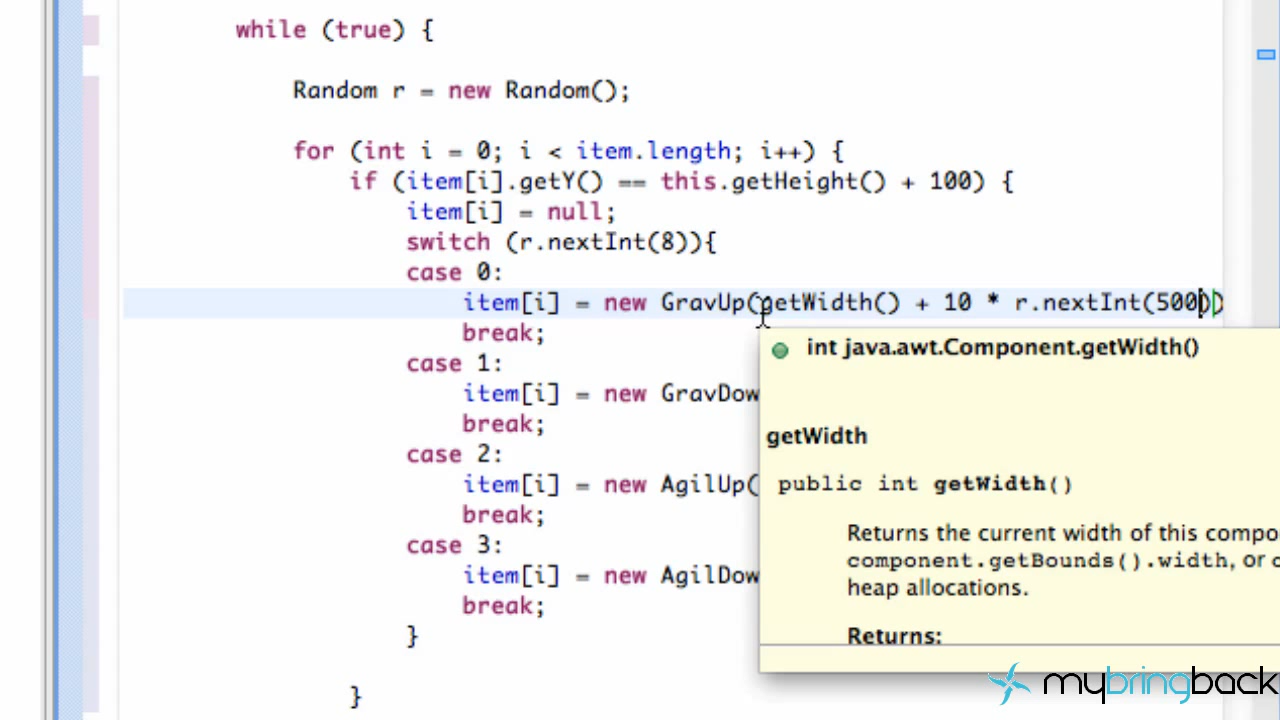 while (true) {
Random r = new Random();
for (int i = 0; i < item.length; i++) {
if (item[i].getY() == this.getHeight() + 100) {
item[i] = null;
switch (r.nextInt(8)){
case 0:
item[i] = new GravUp(getWidth() + 10 * r.nextInt(500))
break;
case 1:
item[i] = new GravDow
break;
case 2:
item[i] = new AgilUp(
break;
case 3:
item[i] = new AgilDow
break;
}
}
int java.awt.Component.getWidth()
getWidth
public int getWidth()
Returns the current width of this compo
component.getBounds().width, or
heap allocations.
Returns:
mybringback